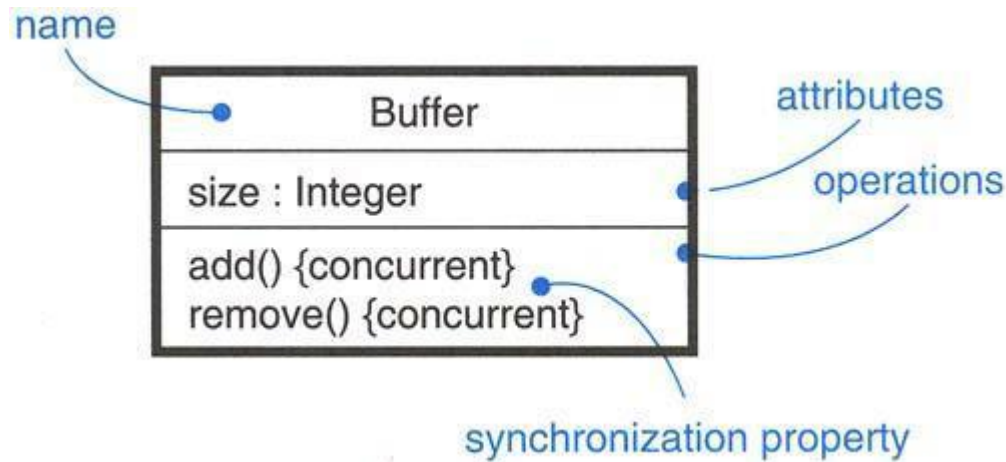 name
Buffer
attributes
size : Integer
operations
add() {concurrent}
remove() {concurrent}
synchronization property